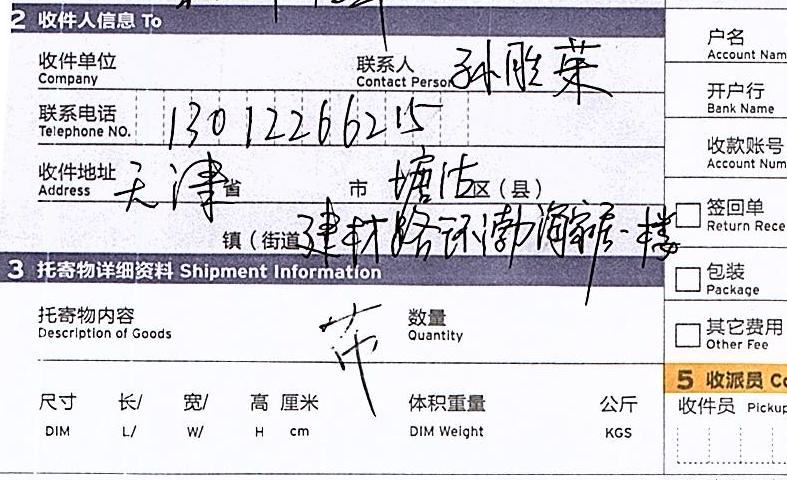 2 收件人信息 To
收件单位 Company 联系人 Contact Person 孙胜荣
联系电话 Telephone NO. 13012266215
收件地址 Address 天津省 市 塘沽区(县)
镇(街道 建材路环渤海家居一楼
3 托寄物详细资料 Shipment Information
托寄物内容 Description of Goods 数量 Quantity
尺寸 DIM 长/ L/ 宽/ W/ 高 H 厘米 cm 体积重量 DIM Weight 公斤 KGS
户名 Account Nam
开户行 Bank Name
收款账号 Account Num
签回单 Return Rece
包装 Package
其它费用 Other Fee
5 收派员 Co
收件员 Pickup